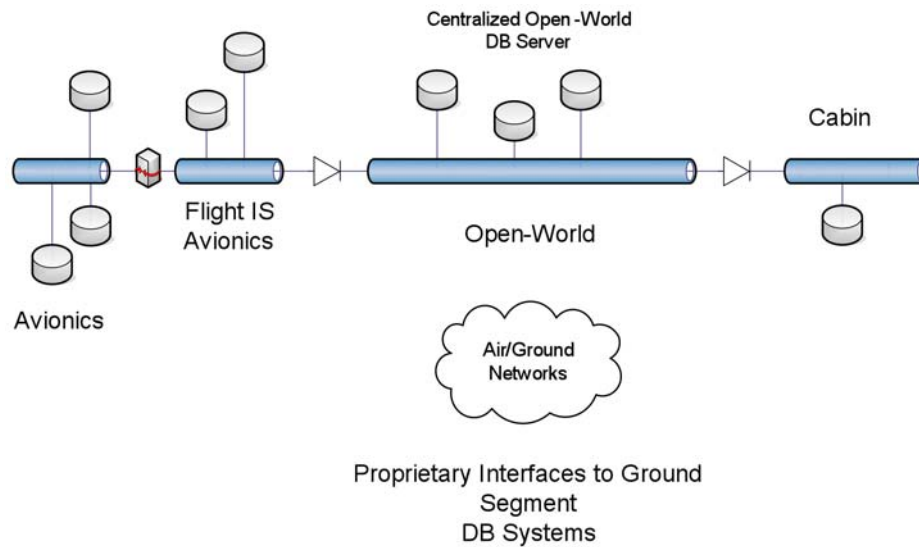 Centralized Open -World
DB Server
Cabin
Flight IS
Avionics
Open-World
Avionics
Air/Ground
Networks
Proprietary Interfaces to Ground
Segment
DB Systems